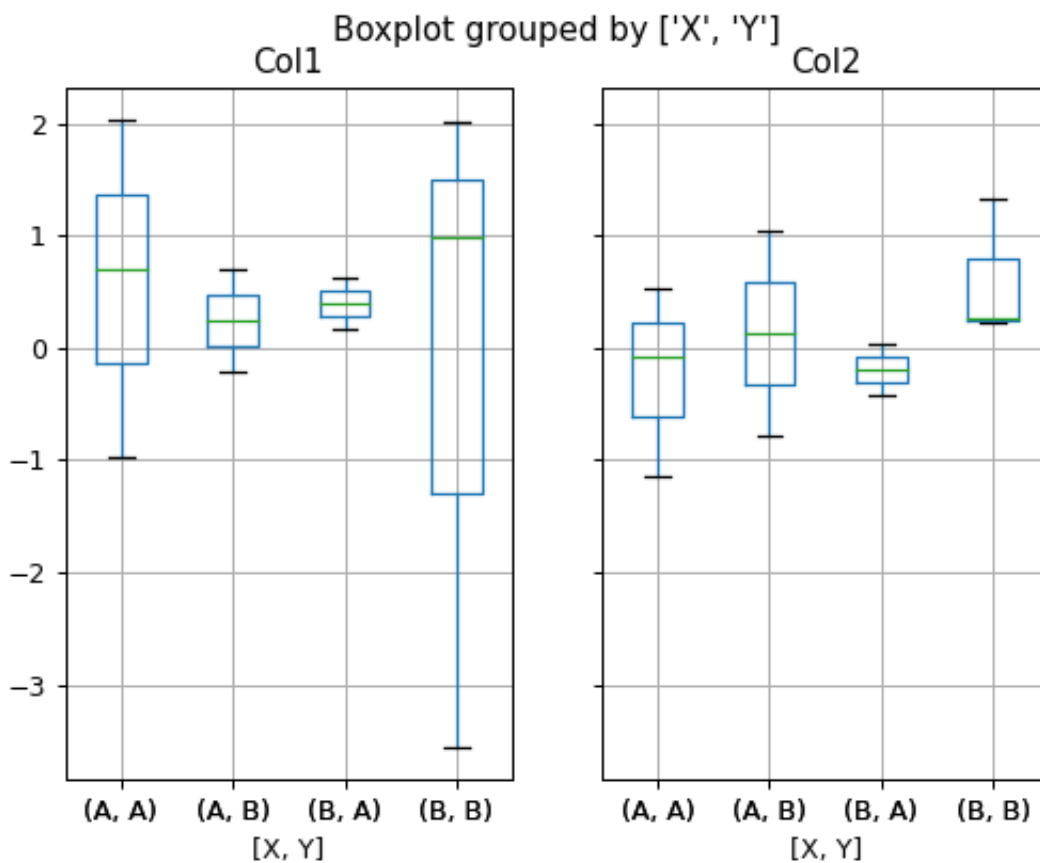 Boxplot grouped by ['X', 'Y']
Col1
2
1
0
−1
−2
−3
(A, A) (A, B) (B, A) (B, B)
[X, Y]
Col2
(A, A) (A, B) (B, A) (B, B)
[X, Y]